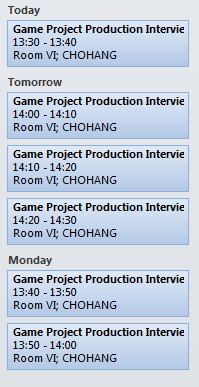 Today
Game Project Production Intervie
13:30 - 13:40
Room VI; CHOHANG
Tomorrow
Game Project Production Intervie
14:00 - 14:10
Room VI; CHOHANG
Game Project Production Intervie
14:10 - 14:20
Room VI; CHOHANG
Game Project Production Intervie
14:20 - 14:30
Room VI; CHOHANG
Monday
Game Project Production Intervie
13:40 - 13:50
Room VI; CHOHANG
Game Project Production Intervie
13:50 - 14:00
Room VI; CHOHANG